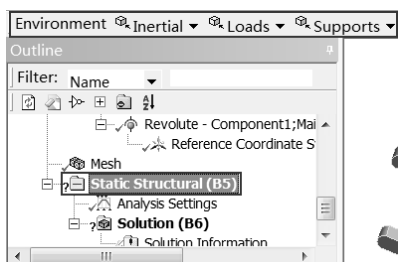 Environment Inertial Loads Supports
Outline
Filter: Name
Revolute - Component1;Mai
Reference Coordinate S
Mesh
Static Structural (B5)
Analysis Settings
Solution (B6)
Solution Information